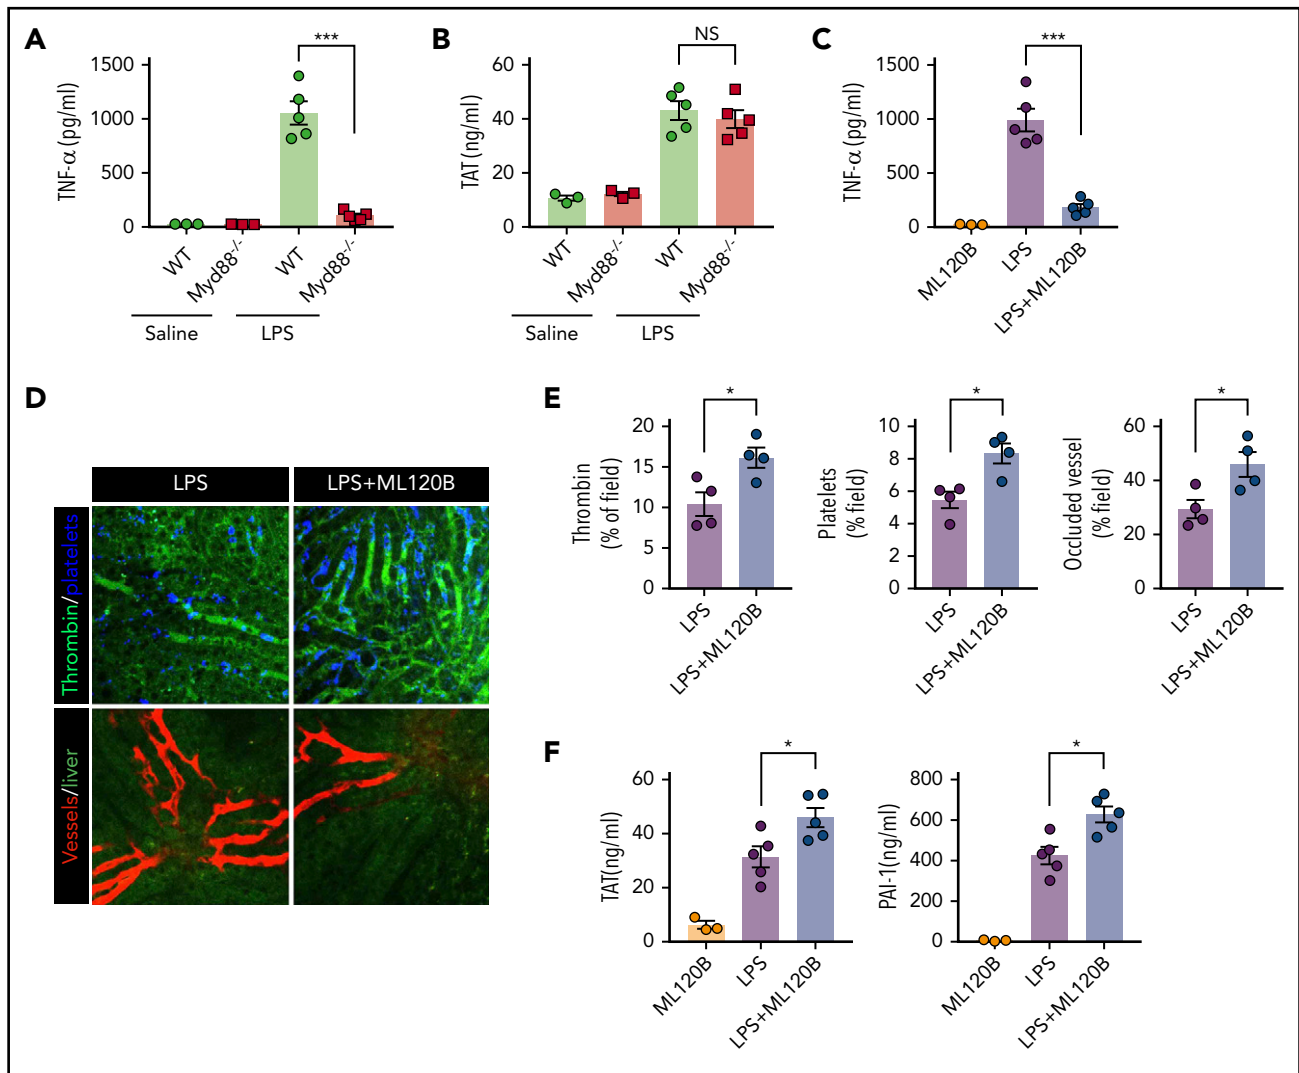 A
***
TNF-α (pg/ml)
1500
1000
500
0
WT
Myd88-/-
WT
Myd88-/-
Saline
LPS
B
NS
TAT (ng/ml)
60
40
20
0
WT
Myd88-/-
WT
Myd88-/-
Saline
LPS
C
***
TNF-α (pg/ml)
1500
1000
500
0
ML120B
LPS
LPS+ML120B
D
LPS
LPS+ML120B
Thrombin/platelets
Vessels/liver
E
*
Thrombin
(% of field)
20
15
10
5
0
LPS
LPS+ML120B
*
Platelets
(% field)
10
8
6
4
2
0
LPS
LPS+ML120B
*
Occluded vessel
(% field)
60
40
20
0
LPS
LPS+ML120B
F
*
TAT(ng/ml)
60
40
20
0
ML120B
LPS
LPS+ML120B
*
PAI-1(ng/ml)
800
600
400
200
0
ML120B
LPS
LPS+ML120B